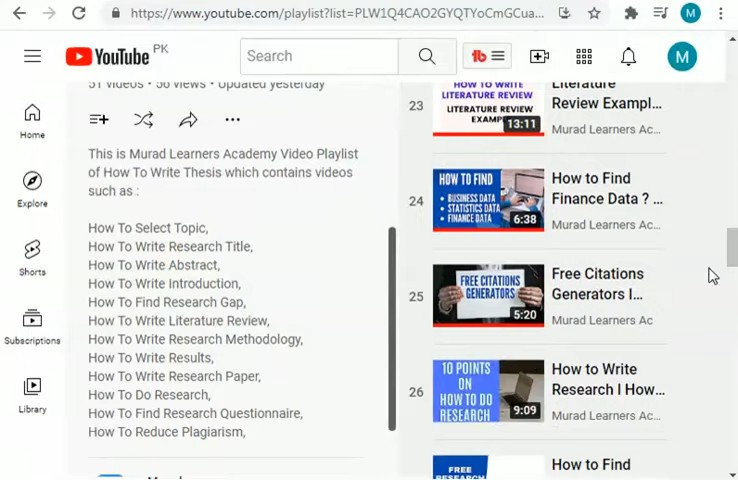 https://www.youtube.com/playlist?list=PLW1Q4CAO2GYQTYoCmGCua...
M
YouTube PK
Search
M
51 videos • 56 views • Updated yesterday
Home
Explore
Shorts
Subscriptions
Library
This is Murad Learners Academy Video Playlist
of How To Write Thesis which contains videos
such as :
How To Select Topic,
How To Write Research Title,
How To Write Abstract,
How To Write Introduction,
How To Find Research Gap,
How To Write Literature Review,
How To Write Research Methodology,
How To Write Results,
How To Write Research Paper,
How To Do Research,
How To Find Research Questionnaire,
How To Reduce Plagiarism,
23
HOW TO WRITE
LITERATURE REVIEW
LITERATURE REVIEW
EXAMP
13:11
Literature
Review Exampl...
Murad Learners Ac...
24
HOW TO FIND
• BUSINESS DATA
• STATISTICS DATA
• FINANCE DATA
6:38
How to Find
Finance Data ? ...
Murad Learners Ac...
25
FREE CITATIONS
GENERATORS
5:20
Free Citations
Generators I...
Murad Learners Ac
26
10 POINTS
ON
HOW TO DO
RESEARCH
9:09
How to Write
Research I How...
Murad Learners Ac...
FREE
How to Find